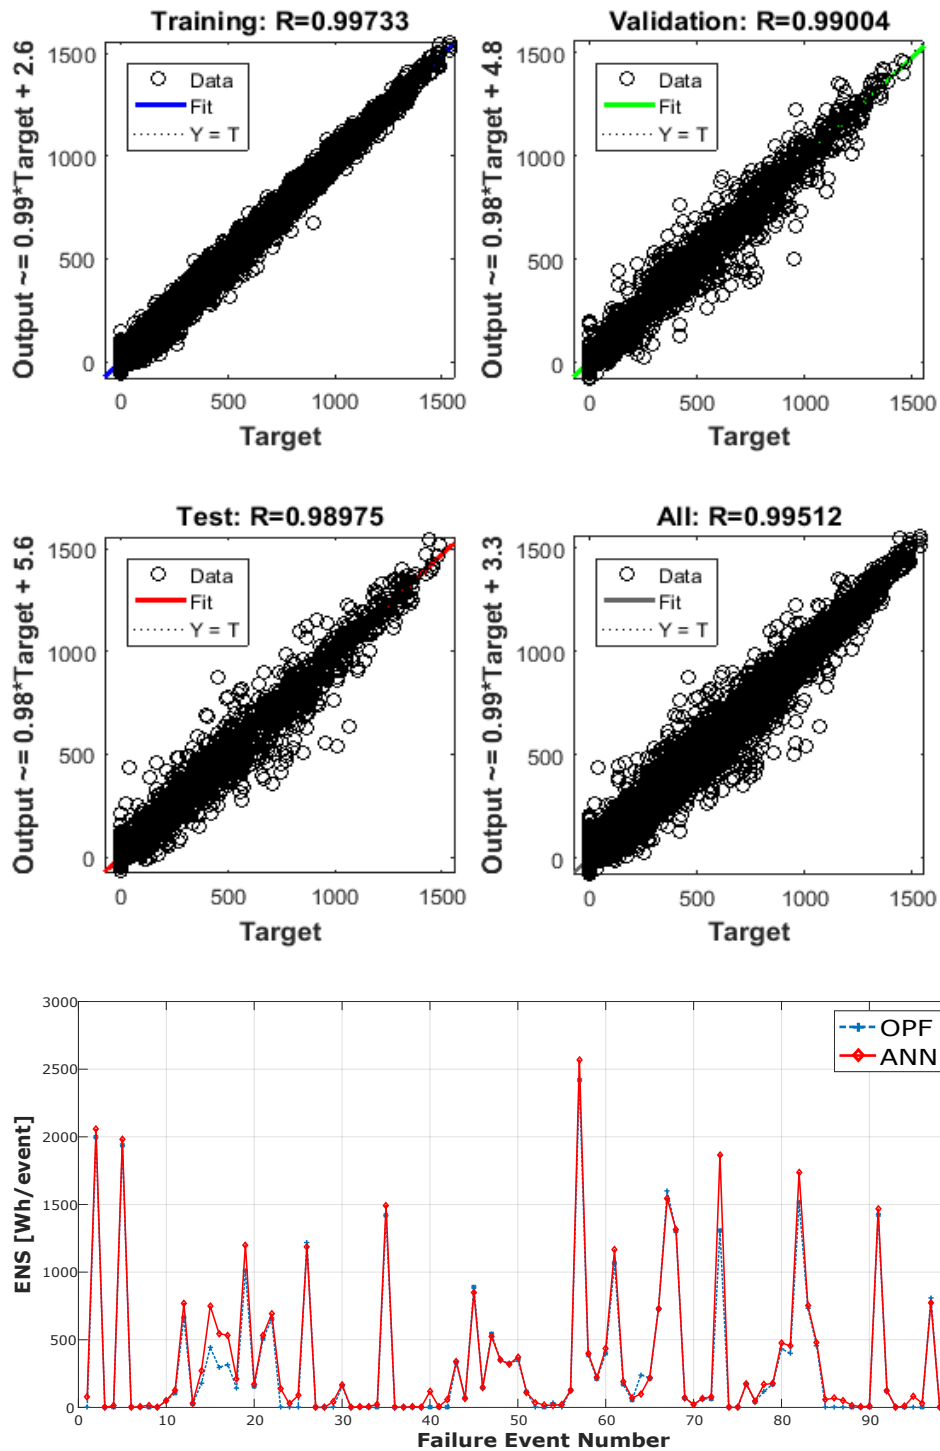 Training: R=0.99733
Output ~= 0.99*Target + 2.6
1500
1000
500
0
Data
Fit
Y = T
0
500
1000
1500
Target
Validation: R=0.99004
Output ~= 0.98*Target + 4.8
1500
1000
500
0
Data
Fit
Y = T
0
500
1000
1500
Target
Test: R=0.98975
Output ~= 0.98*Target + 5.6
1500
1000
500
0
Data
Fit
Y = T
0
500
1000
1500
Target
All: R=0.99512
Output ~= 0.99*Target + 3.3
1500
1000
500
0
Data
Fit
Y = T
0
500
1000
1500
Target
ENS [Wh/event]
3000
2500
2000
1500
1000
500
0
OPF
ANN
0
10
20
30
40
50
60
70
80
90
Failure Event Number